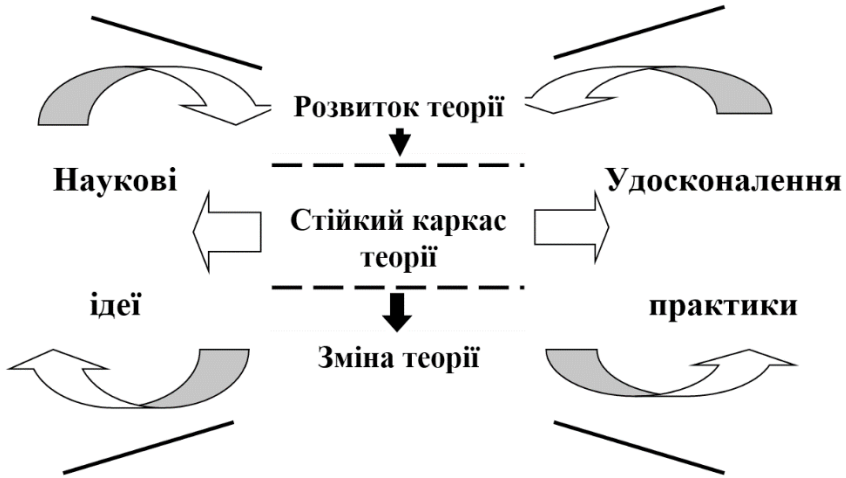 Розвиток теорії
Наукові
ідеї
Стійкий каркас
теорії
Зміна теорії
Удосконалення
практики